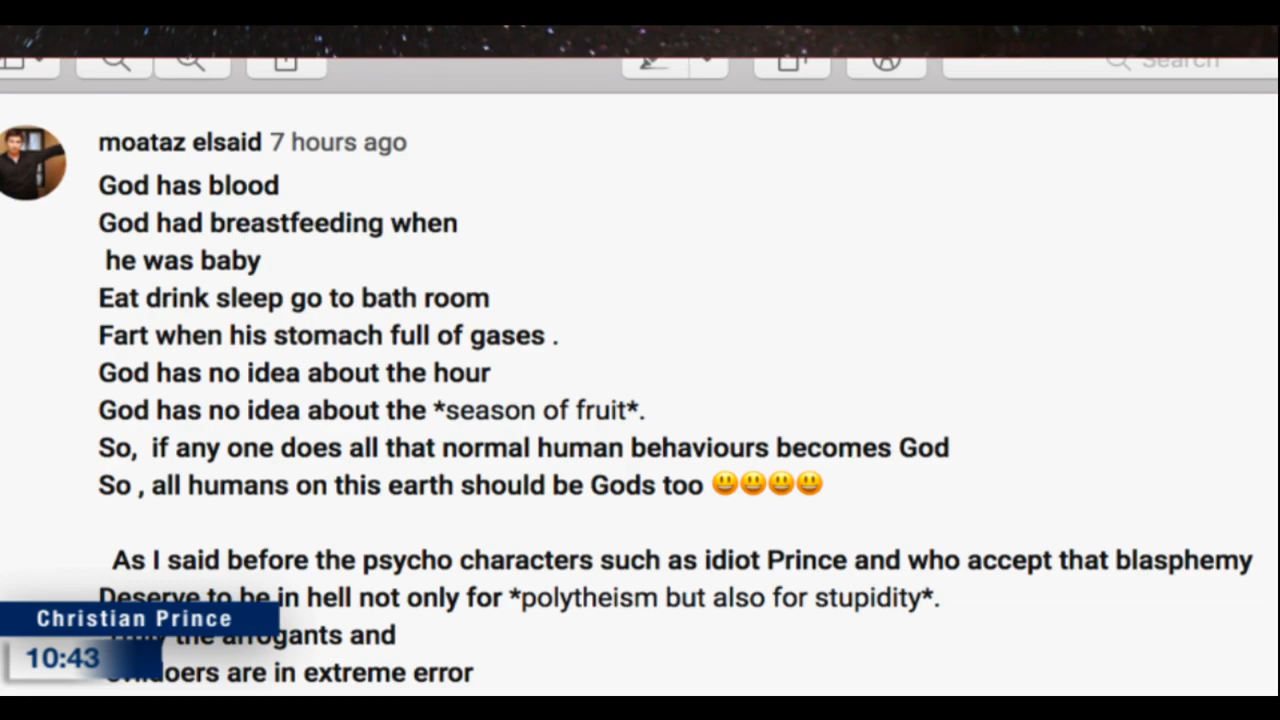 Search
moataz elsaid 7 hours ago
God has blood
God had breastfeeding when
he was baby
Eat drink sleep go to bath room
Fart when his stomach full of gases .
God has no idea about the hour
God has no idea about the *season of fruit*.
So, if any one does all that normal human behaviours becomes God
So , all humans on this earth should be Gods too 😃😃😃😃
As I said before the psycho characters such as idiot Prince and who accept that blasphemy
Deserve to be in hell not only for *polytheism but also for stupidity*.
the arrogants and
are in extreme error
Christian Prince
10:43